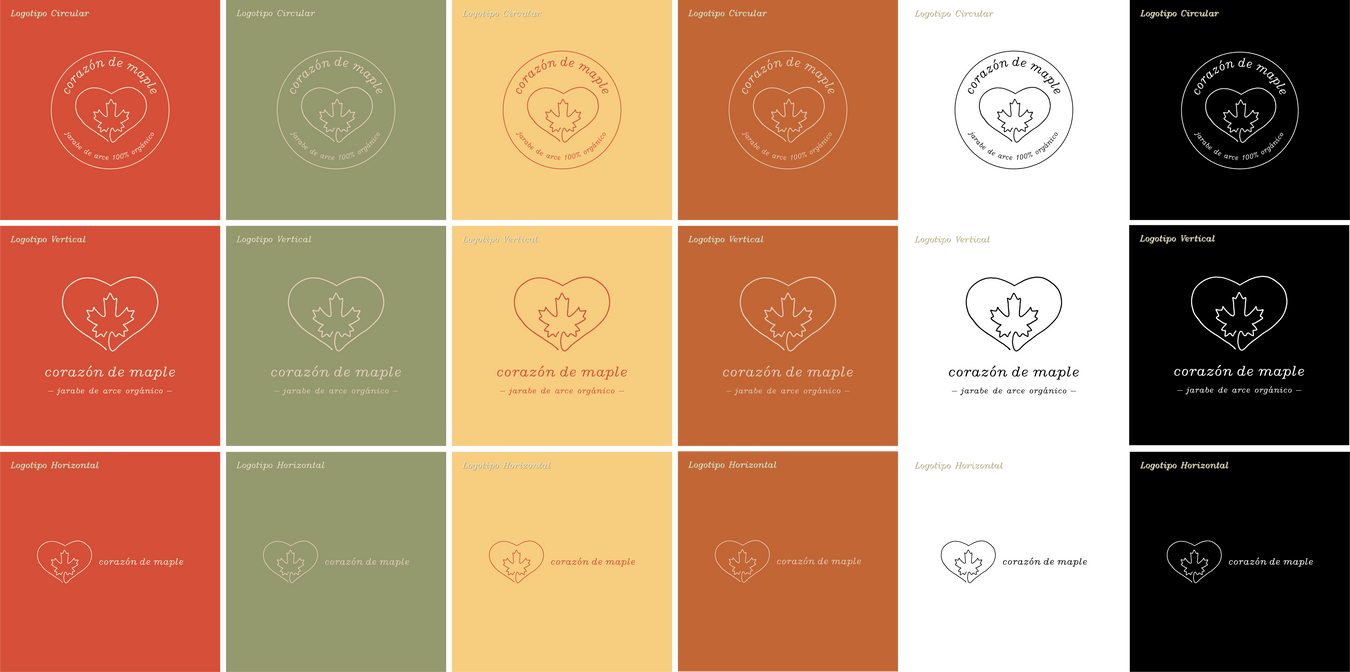 Logotipo Circular
corazón de maple
jarabe de arce 100% orgánico
Logotipo Circular
corazón de maple
jarabe de arce 100% orgánico
Logotipo Circular
corazón de maple
jarabe de arce 100% orgánico
Logotipo Circular
corazón de maple
jarabe de arce 100% orgánico
Logotipo Circular
corazón de maple
jarabe de arce 100% orgánico
Logotipo Circular
corazón de maple
jarabe de arce 100% orgánico
Logotipo Vertical
corazón de maple
– jarabe de arce orgánico –
Logotipo Vertical
corazón de maple
– jarabe de arce orgánico –
Logotipo Vertical
corazón de maple
– jarabe de arce orgánico –
Logotipo Vertical
corazón de maple
– jarabe de arce orgánico –
Logotipo Vertical
corazón de maple
– jarabe de arce orgánico –
Logotipo Vertical
corazón de maple
– jarabe de arce orgánico –
Logotipo Horizontal
corazón de maple
Logotipo Horizontal
corazón de maple
Logotipo Horizontal
corazón de maple
Logotipo Horizontal
corazón de maple
Logotipo Horizontal
corazón de maple
Logotipo Horizontal
corazón de maple